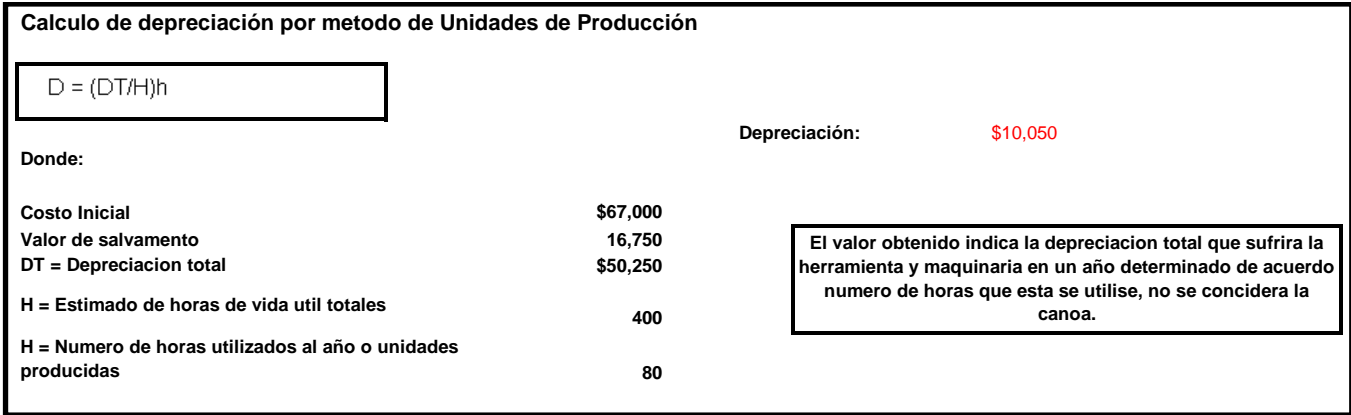 Calculo de depreciación por metodo de Unidades de Producción
D = (DT/H)h
Depreciación: $10,050
Donde:
Costo Inicial $67,000
Valor de salvamento 16,750
DT = Depreciacion total $50,250
H = Estimado de horas de vida util totales 400
H = Numero de horas utilizados al año o unidades
producidas 80
El valor obtenido indica la depreciacion total que sufrira la
herramienta y maquinaria en un año determinado de acuerdo
numero de horas que esta se utilise, no se concidera la
canoa.